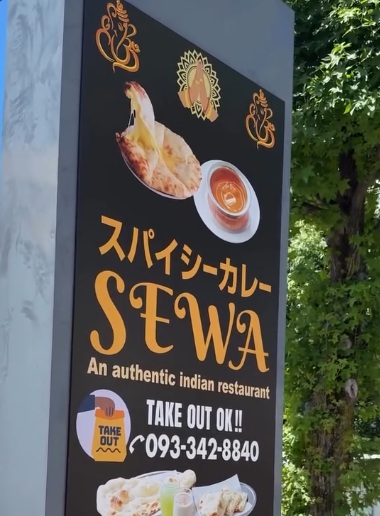 スパイシーカレー
SEWA
An authentic indian restaurant
TAKE OUT
TAKE OUT OK!!
093-342-8840